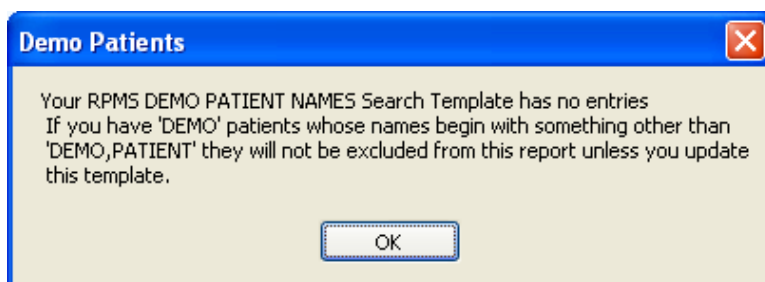 Demo Patients
Your RPMS DEMO PATIENT NAMES Search Template has no entries
If you have 'DEMO' patients whose names begin with something other than
'DEMO,PATIENT' they will not be excluded from this report unless you update
this template.
OK